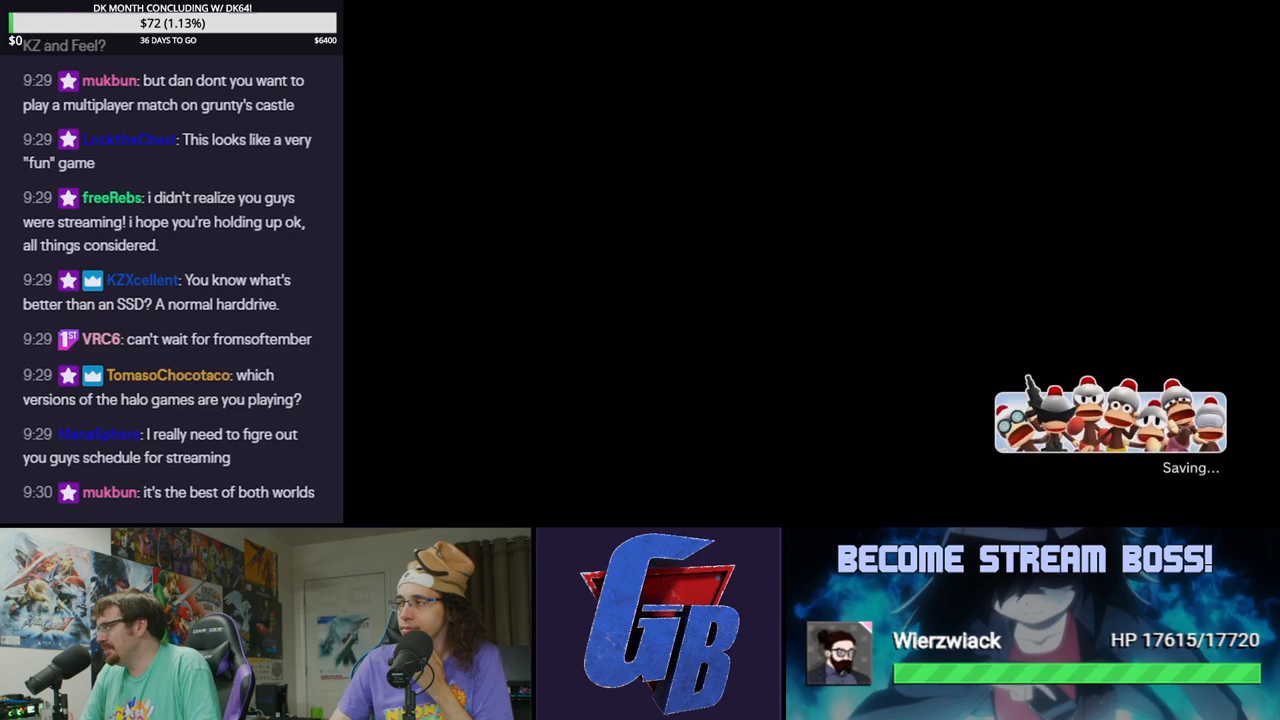 DK MONTH CONCLUDING W/ DK64!
$72 (1.13%)
$0
36 DAYS TO GO
$6400
KZ and Feel?
9:29 mukbun: but dan dont you want to
play a multiplayer match on grunty's castle
9:29 LocktheChest: This looks like a very
"fun" game
9:29 freeRebs: i didn't realize you guys
were streaming! i hope you're holding up ok,
all things considered.
9:29 KZXcellent: You know what's
better than an SSD? A normal harddrive.
9:29 1ST VRC6: can't wait for fromsoftember
9:29 TomasoChocotaco: which
versions of the halo games are you playing?
9:29 ManaSphere: I really need to figre out
you guys schedule for streaming
9:30 mukbun: it's the best of both worlds
Saving...
GB
BECOME STREAM BOSS!
Wierzwiack
HP 17615/17720